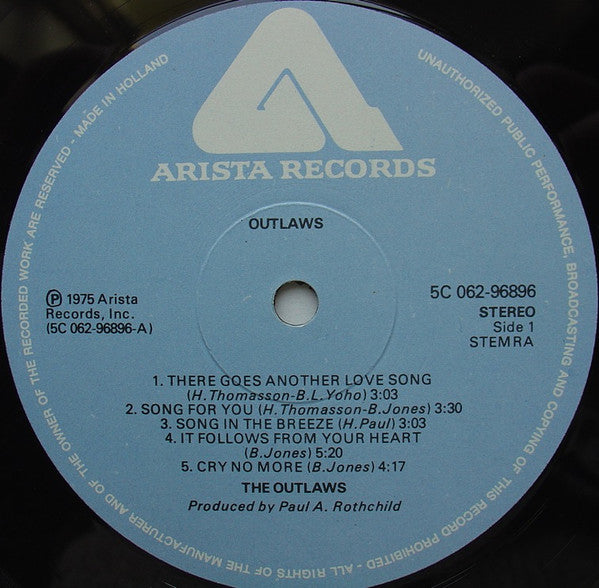 ARISTA RECORDS
OUTLAWS
℗ 1975 Arista
Records, Inc.
(5C 062-96896-A)
5C 062-96896
STEREO
Side 1
STEMRA
1. THERE GOES ANOTHER LOVE SONG
(H.Thomasson-B.L.Yoho) 3:03
2. SONG FOR YOU (H.Thomasson-B.Jones) 3:30
3. SONG IN THE BREEZE (H.Paul) 3:03
4. IT FOLLOWS FROM YOUR HEART
(B.Jones) 5:20
5. CRY NO MORE (B.Jones) 4:17
THE OUTLAWS
Produced by Paul A. Rothchild
UNAUTHORIZED PUBLIC PERFORMANCE, BROADCASTING AND COPYING OF THIS RECORD PROHIBITED - ALL RIGHTS OF THE MANUFACTURER AND OF THE OWNER OF THE RECORDED WORK ARE RESERVED - MADE IN HOLLAND